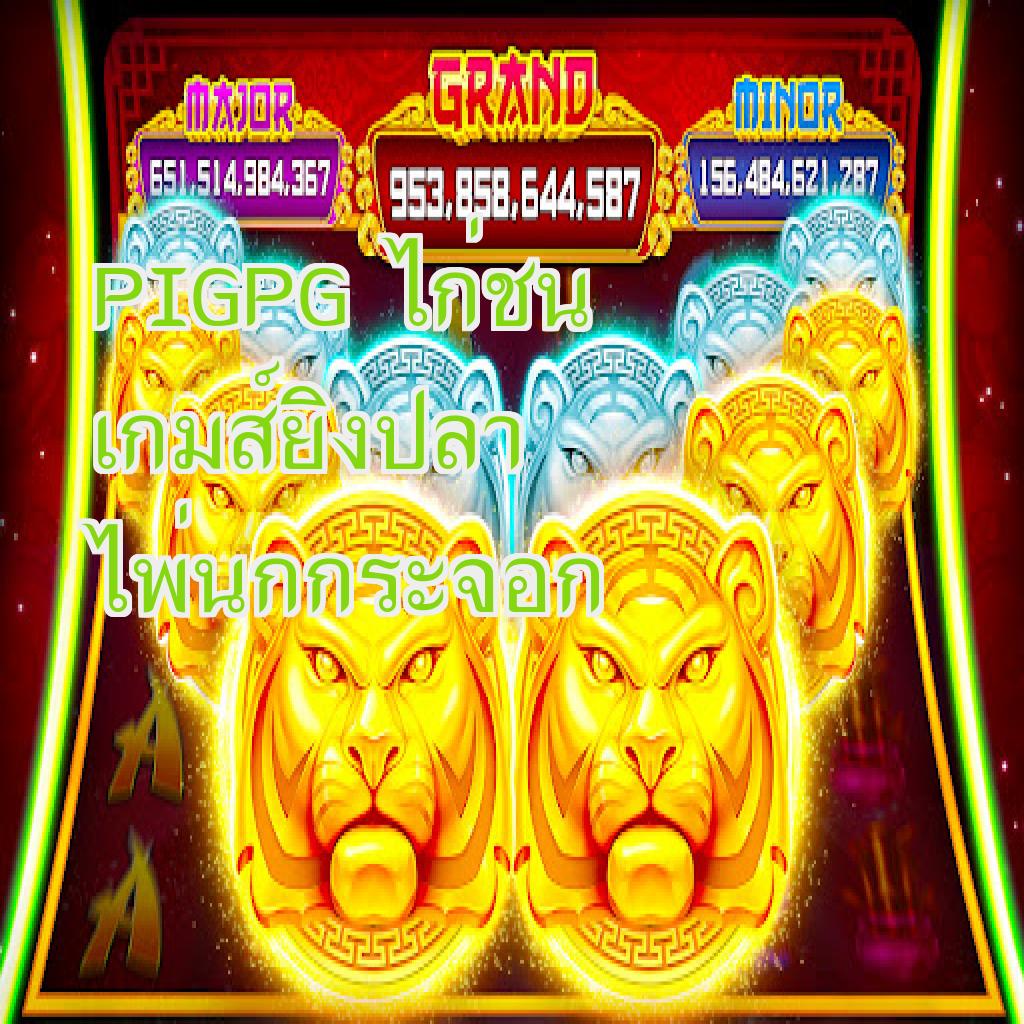 GRAND
MAJOR
MINOR
651,514,984,367
953,858,644,587
156,484,621,287
PIGPG ไก่ชน
เกมส์ยิงปลา
ไพ่นกกระจอก
A
A